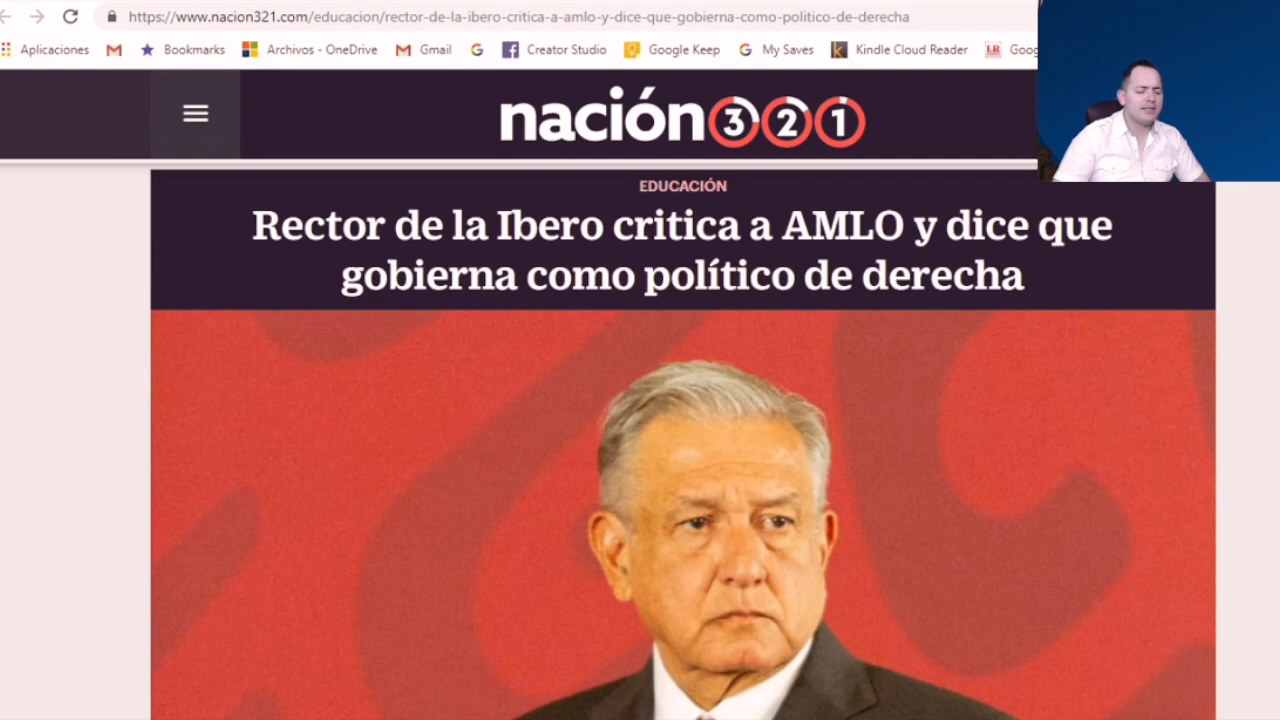 https://www.nacion321.com/educacion/rector-de-la-ibero-critica-a-amlo-y-dice-que-gobierna-como-politico-de-derecha
Aplicaciones Bookmarks Archivos - OneDrive Gmail Creator Studio Google Keep My Saves Kindle Cloud Reader LR
nación321
EDUCACIÓN
Rector de la Ibero critica a AMLO y dice que
gobierna como político de derecha